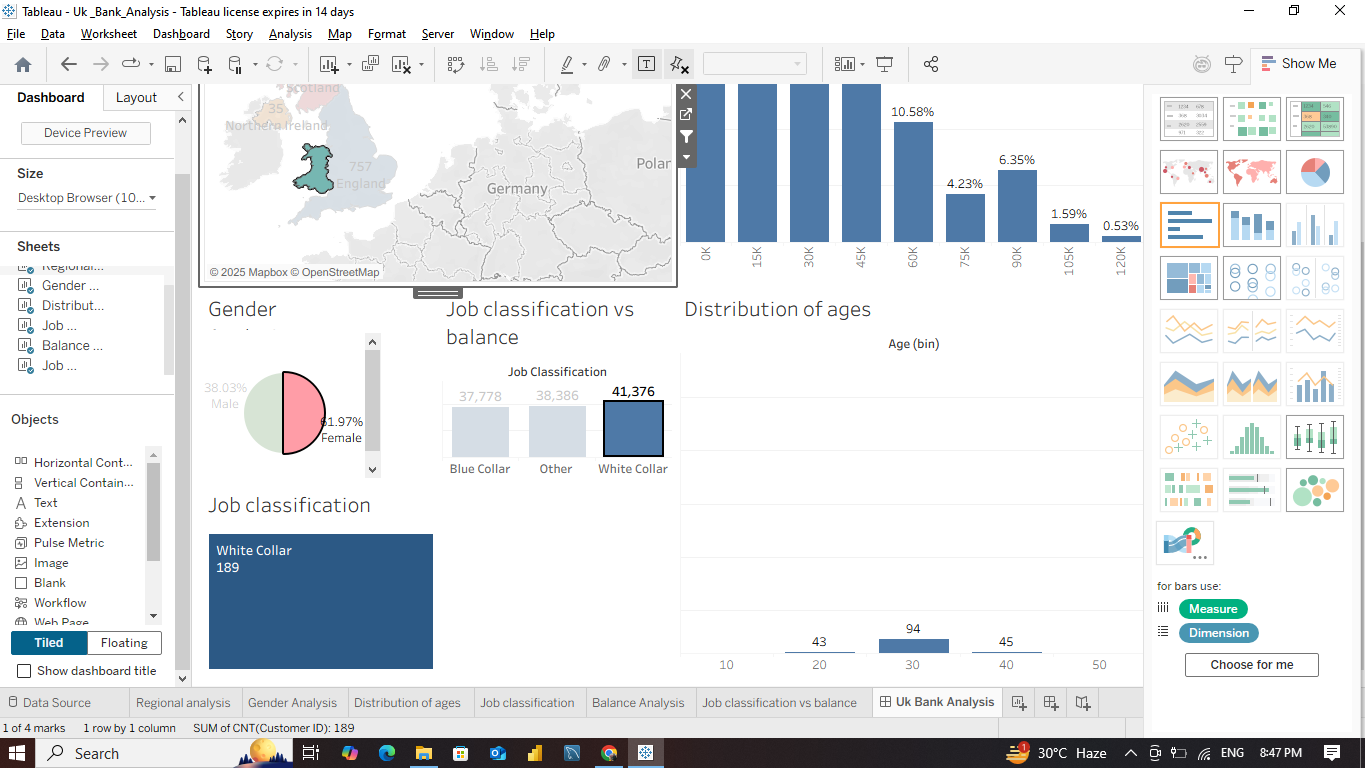 Tableau - Uk _Bank_Analysis - Tableau license expires in 14 days
File Data Worksheet Dashboard Story Analysis Map Format Server Window Help
Show Me
Dashboard Layout
Device Preview
Size
Desktop Browser (10...
Sheets
Regional...
Gender ...
Distribut...
Job ...
Balance ...
Job ...
Objects
Horizontal Cont...
Vertical Contain...
Text
Extension
Pulse Metric
Image
Blank
Workflow
Web Page
Tiled Floating
Show dashboard title
Scotland
35
Northern Ireland
757
England
Germany
Polan
© 2025 Mapbox © OpenStreetMap
10.58%
4.23%
6.35%
1.59%
0.53%
0K 15K 30K 45K 60K 75K 90K 105K 120K
Gender
38.03%
Male
61.97%
Female
Job classification vs
balance
Job Classification
37,778 38,386 41,376
Blue Collar Other White Collar
Job classification
White Collar
189
Distribution of ages
Age (bin)
43 94 45
10 20 30 40 50
for bars use:
Measure
Dimension
Choose for me
Data Source Regional analysis Gender Analysis Distribution of ages Job classification Balance Analysis Job classification vs balance Uk Bank Analysis
1 of 4 marks 1 row by 1 column SUM of CNT(Customer ID): 189
Search
1
30°C Haze
ENG
8:47 PM